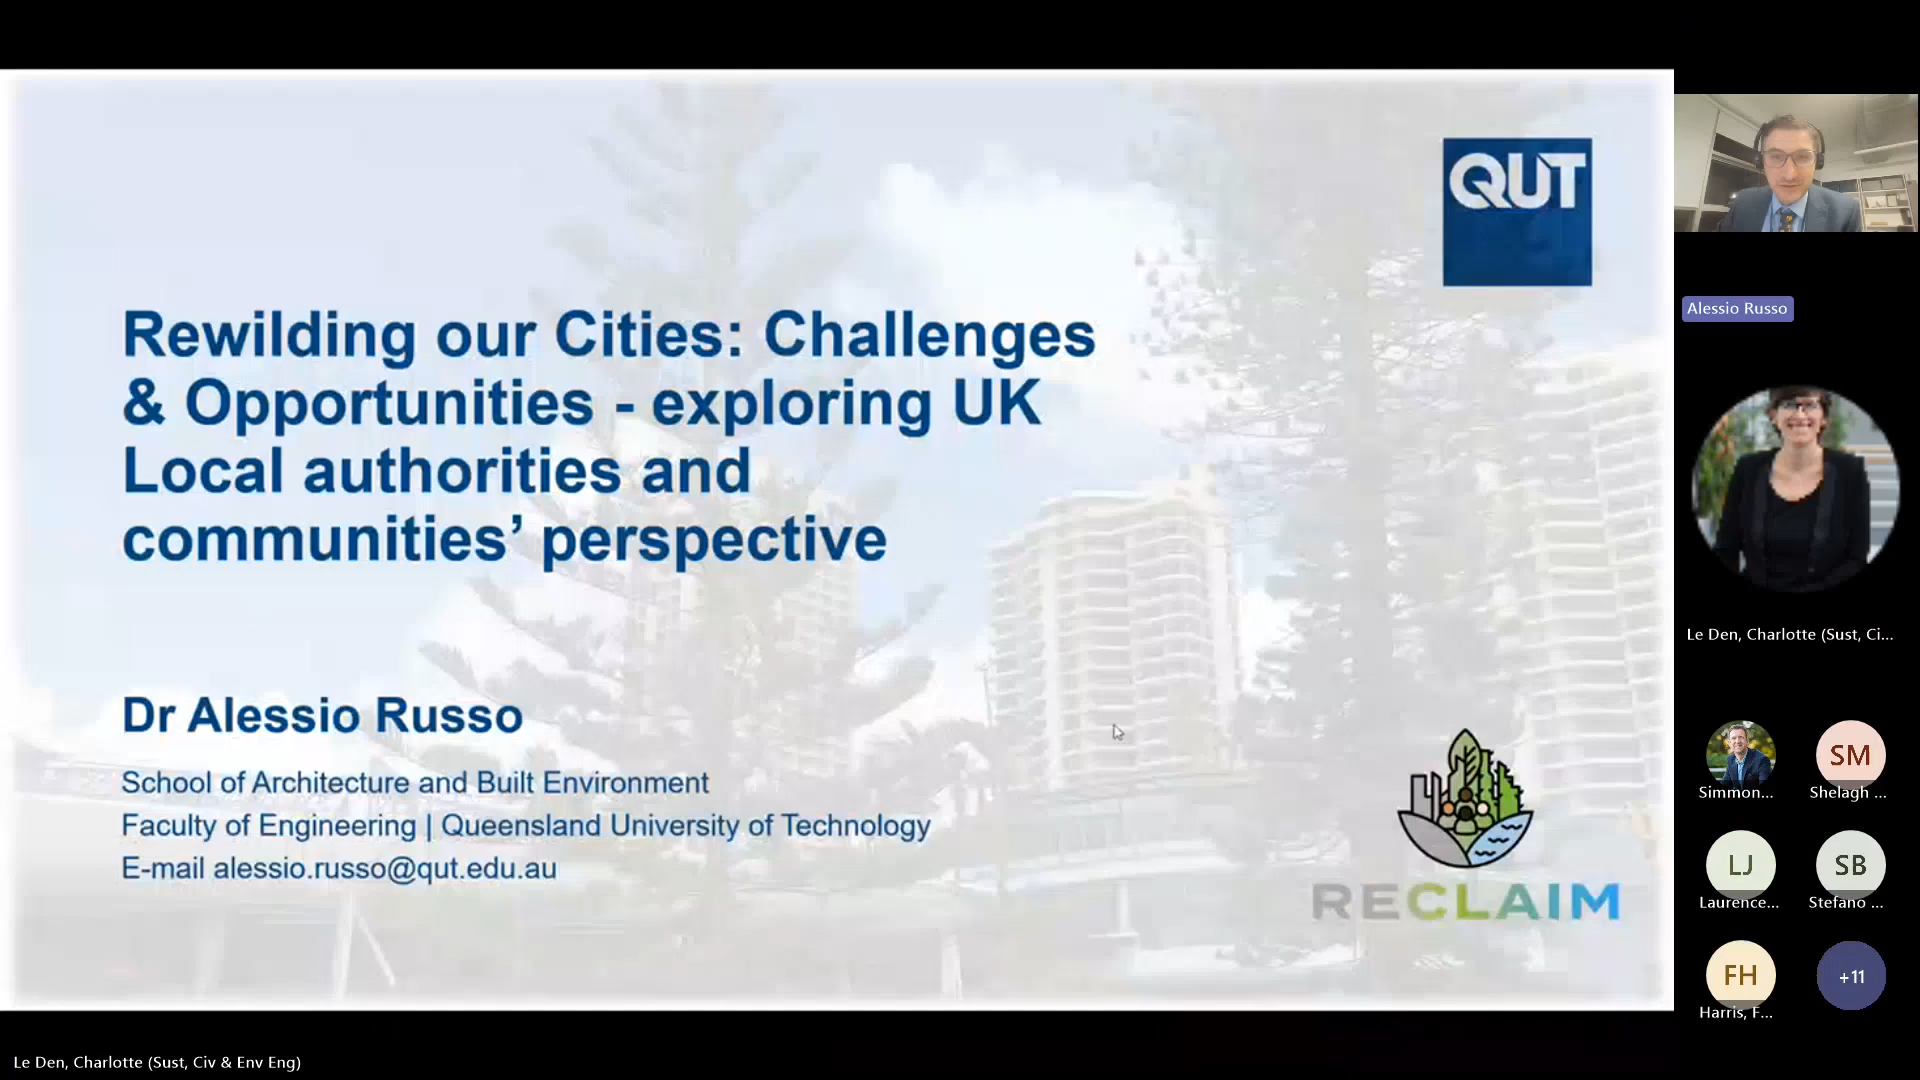 QUT
Rewilding our Cities: Challenges
& Opportunities - exploring UK
Local authorities and
communities’ perspective
Dr Alessio Russo
School of Architecture and Built Environment
Faculty of Engineering | Queensland University of Technology
E-mail alessio.russo@qut.edu.au
RECLAIM
Alessio Russo
Le Den, Charlotte (Sust, Ci...
Simmon...
SM
Shelagh ...
LJ
Laurence...
SB
Stefano ...
FH
Harris, F...
+11
Le Den, Charlotte (Sust, Civ & Env Eng)